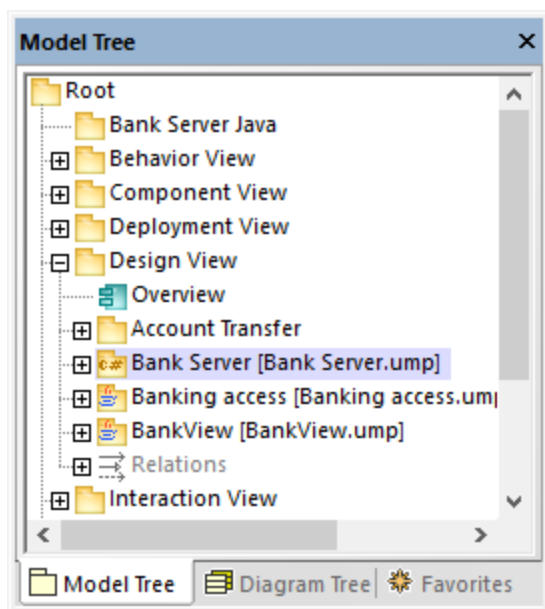 Model Tree
Root
Bank Server Java
Behavior View
Component View
Deployment View
Design View
Overview
Account Transfer
Bank Server [Bank Server.ump]
Banking access [Banking access.um
BankView [BankView.ump]
Relations
Interaction View
Model Tree Diagram Tree Favorites